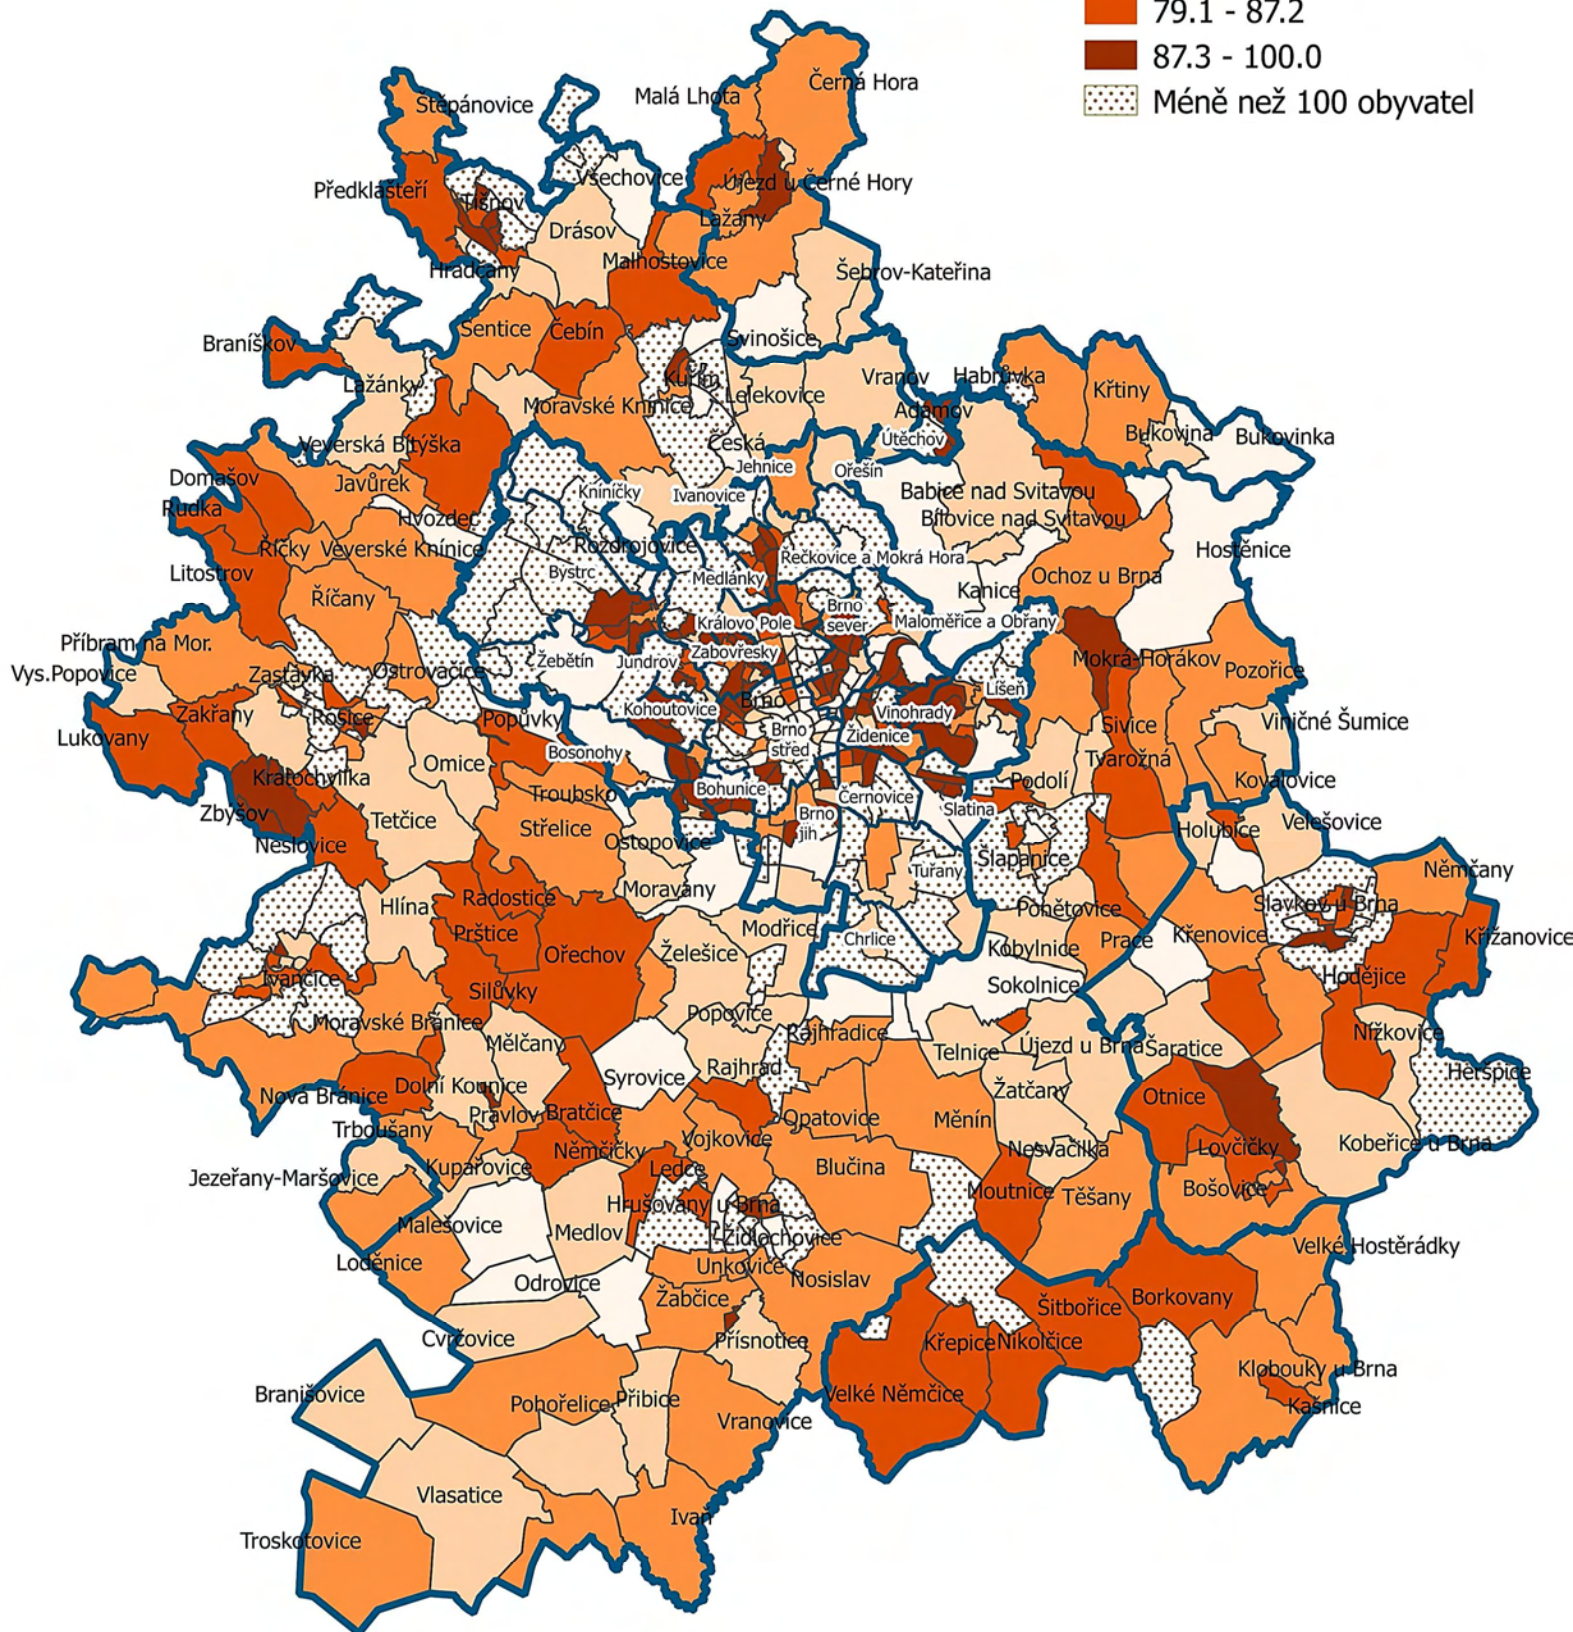 79.1 - 87.2
87.3 - 100.0
Méně než 100 obyvatel
Černá Hora
Malá Lhota
Štěpánovice
Všechovice
Předklášteří
Újezd u Černé Hory
Tišnov
Lažany
Drásov
Malhostovice
Hradčany
Šebrov-Kateřina
Sentice
Čebín
Svinošice
Braníškov
Kuřim
Vranov
Habrůvka
Lažánky
Lelekovice
Křtiny
Moravské Knínice
Adamov
Bukovina
Bukovinka
Útěchov
Veverská Bítýška
Česká
Jehnice
Ořešín
Domašov
Javůrek
Kníničky
Ivanovice
Babice nad Svitavou
Rudka
Hvozdec
Bílovice nad Svitavou
Říčky
Veverské Knínice
Rozdrojovice
Řečkovice a Mokrá Hora
Hostěnice
Litostrov
Bystrc
Medlánky
Ochoz u Brna
Kanice
Říčany
Brno
sever
Královo Pole
Maloměřice a Obřany
Příbram na Mor.
Žabovřesky
Vys.Popovice
Zastávka
Ostrovačice
Žebětín
Jundrov
Mokrá-Horákov
Pozořice
Líšeň
Zakřany
Rosice
Popůvky
Kohoutovice
Brno
Vinohrady
Sivice
Viničné Šumice
Lukovany
Brno
střed
Židenice
Bosonohy
Omice
Tvarožná
Kratochvilka
Podolí
Kovalovice
Troubsko
Bohunice
Černovice
Slatina
Zbýšov
Tetčice
Střelice
Brno
jih
Holubice
Velešovice
Neslovice
Ostopovice
Šlapanice
Tuřany
Němčany
Moravany
Radostice
Hlína
Ponětovice
Slavkov u Brna
Prštice
Modřice
Chrlice
Kobylnice
Prace
Křenovice
Křižanovice
Ořechov
Želešice
Ivančice
Silůvky
Sokolnice
Hodějice
Moravské Bránice
Popovice
Rajhradice
Nížkovice
Mělčany
Telnice
Újezd u Brna
Šaratice
Rajhrad
Syrovice
Heršpice
Nová Bránice
Dolní Kounice
Žatčany
Otnice
Pravlov
Bratčice
Opatovice
Měnín
Trboušany
Vojkovice
Němčičky
Nesvačilka
Lovčičky
Kobeřice u Brna
Kupařovice
Ledce
Blučina
Jezeřany-Maršovice
Moutnice
Těšany
Bošovice
Hrušovany u Brna
Malešovice
Medlov
Židlochovice
Velké Hostěrádky
Loděnice
Unkovice
Nosislav
Odrovice
Žabčice
Šitbořice
Borkovany
Cvrčovice
Přísnotice
Křepice
Nikolčice
Klobouky u Brna
Branišovice
Pohořelice
Přibice
Velké Němčice
Kašnice
Vranovice
Vlasatice
Ivaň
Troskotovice